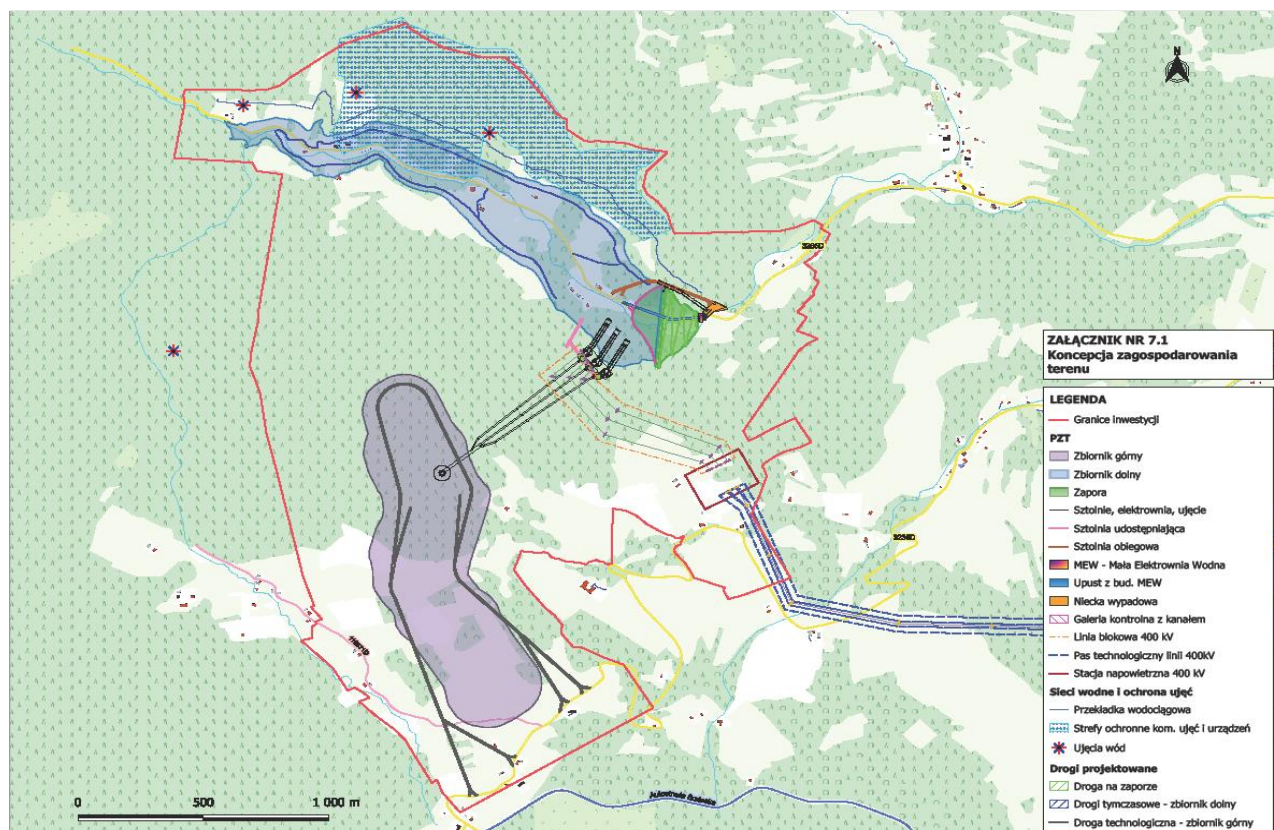 N
3285D
ZAŁĄCZNIK NR 7.1
Koncepcja zagospodarowania
terenu
LEGENDA
Granice inwestycji
PZT
Zbiornik górny
Zbiornik dolny
Zapora
Sztolnie, elektrownia, ujęcie
Sztolnia udostępniająca
Sztolnia obiegowa
MEW - Mała Elektrownia Wodna
Upust z bud. MEW
Niecka wypadowa
Galeria kontrolna z kanałem
Linia blokowa 400 kV
Pas technologiczny linii 400kV
Stacja napowietrzna 400 kV
Sieci wodne i ochrona ujęć
Przekładka wodociągowa
Strefy ochronne kom. ujęć i urządzeń
Ujęcia wód
Drogi projektowane
Droga na zaporze
Drogi tymczasowe - zbiornik dolny
Droga technologiczna - zbiornik górny
0 500 1 000 m